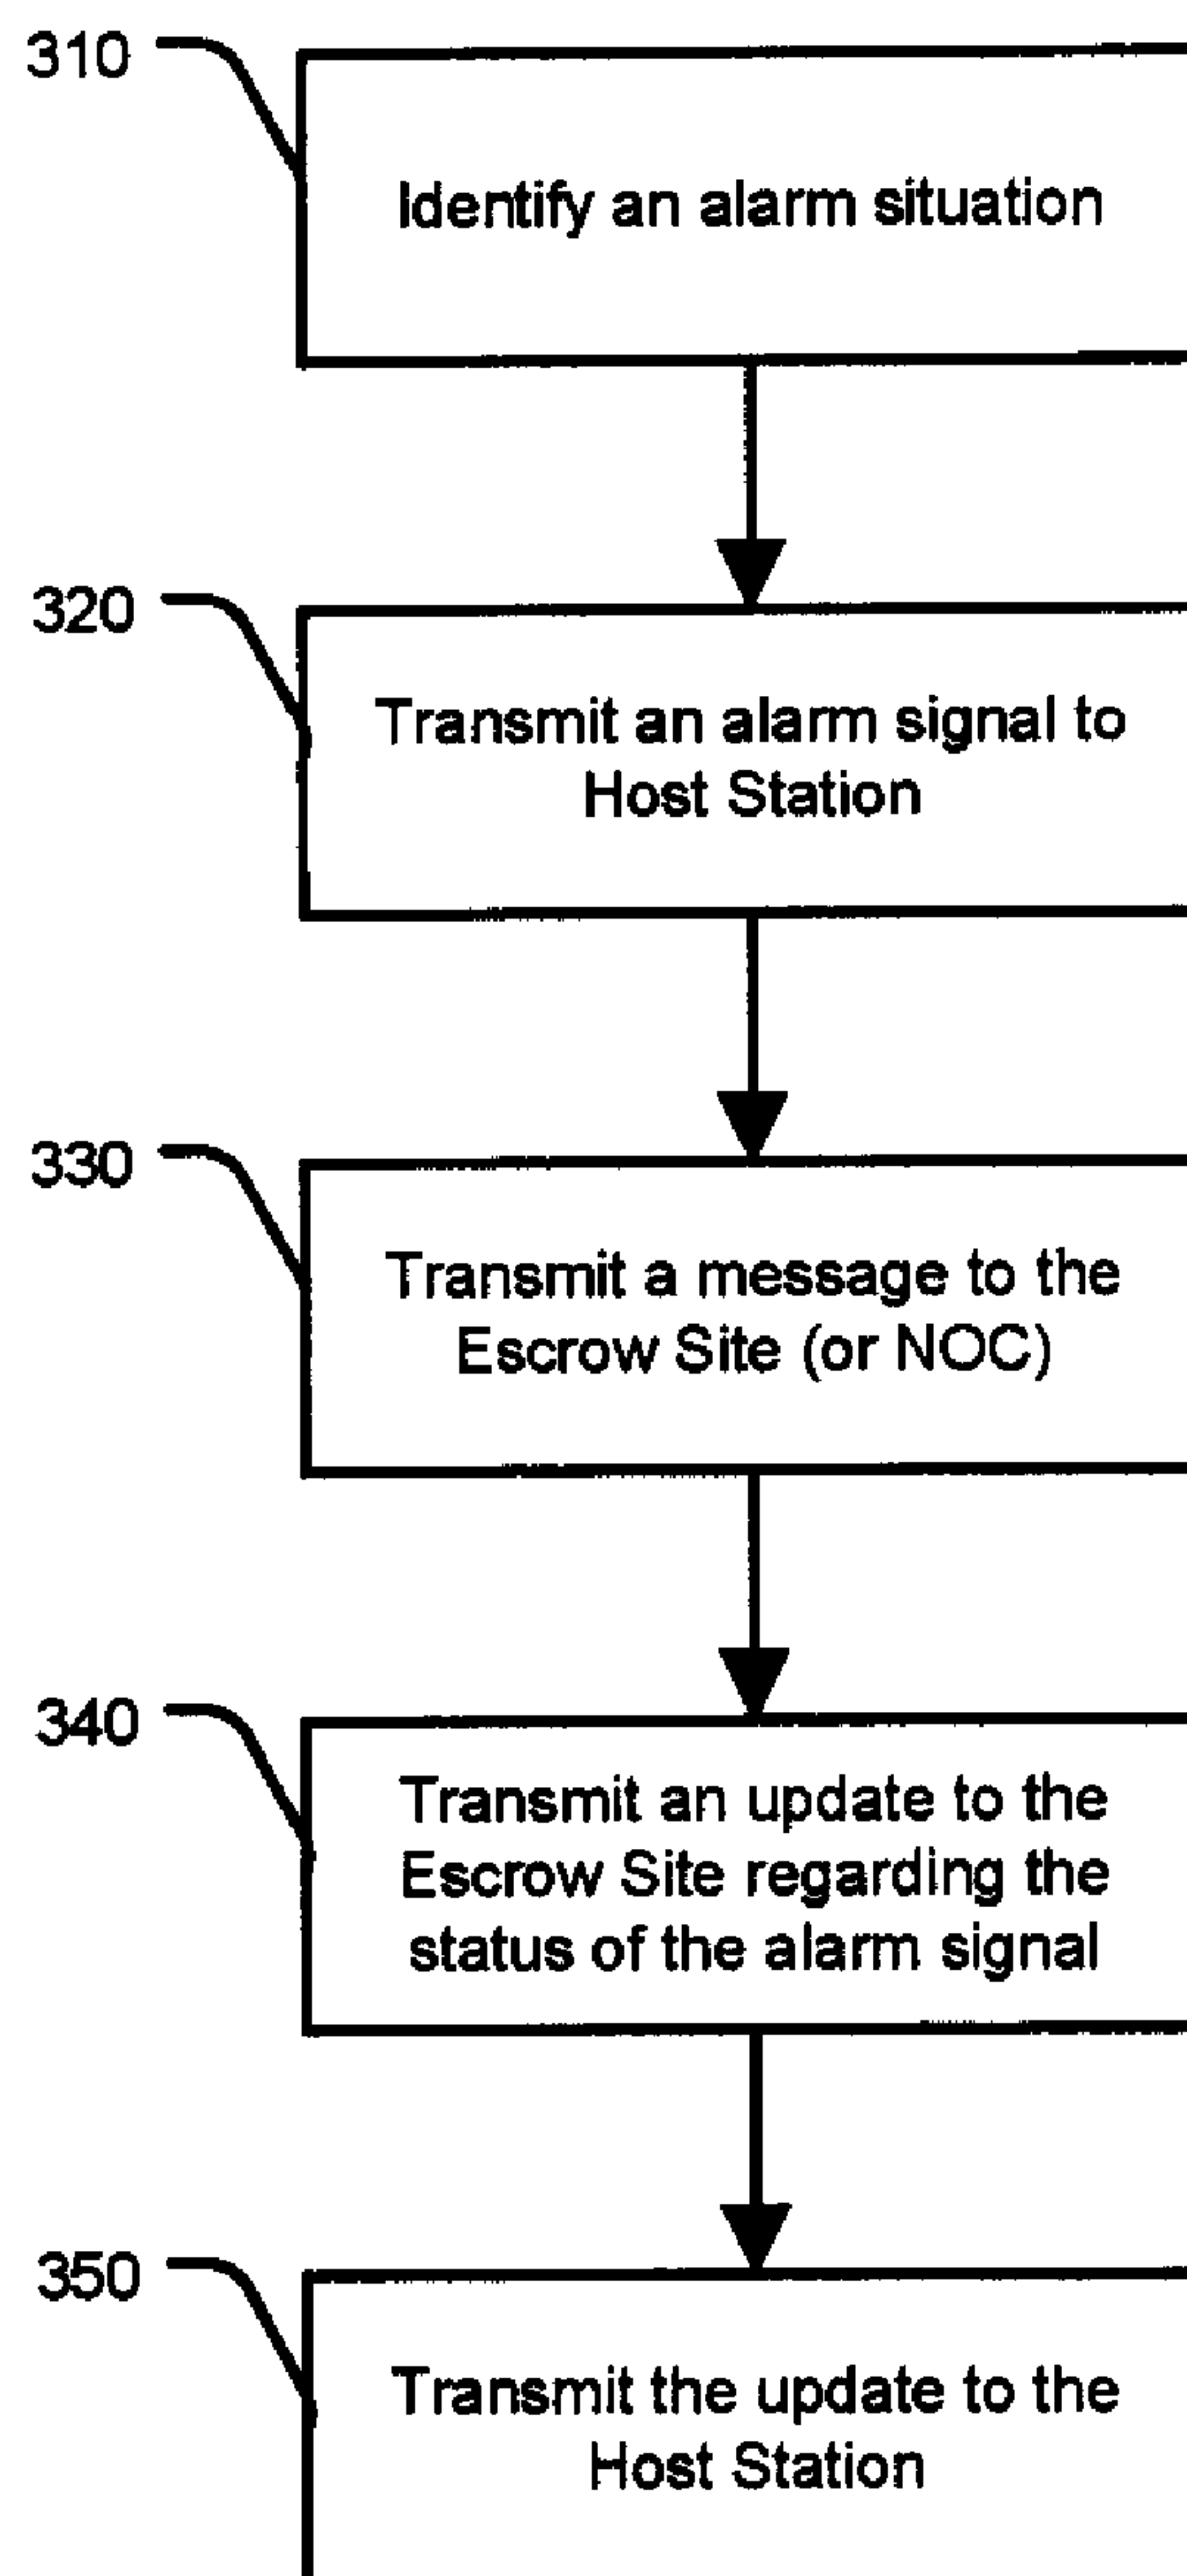 310
Identify an alarm situation
320
Transmit an alarm signal to
Host Station
330
Transmit a message to the
Escrow Site (or NOC)
340
Transmit an update to the
Escrow Site regarding the
status of the alarm signal
350
Transmit the update to the
Host Station